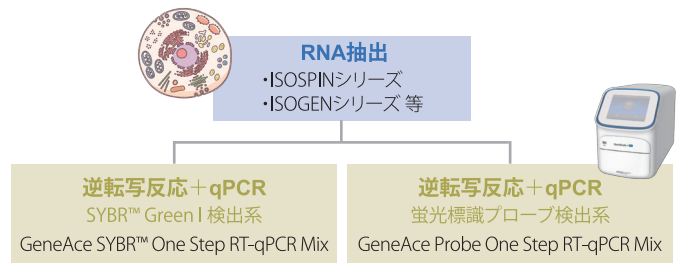 RNA抽出
・ISOSPINシリーズ
・ISOGENシリーズ 等
逆転写反応＋qPCR
SYBR™ Green I 検出系
GeneAce SYBR™ One Step RT-qPCR Mix
逆転写反応＋qPCR
蛍光標識プローブ検出系
GeneAce Probe One Step RT-qPCR Mix